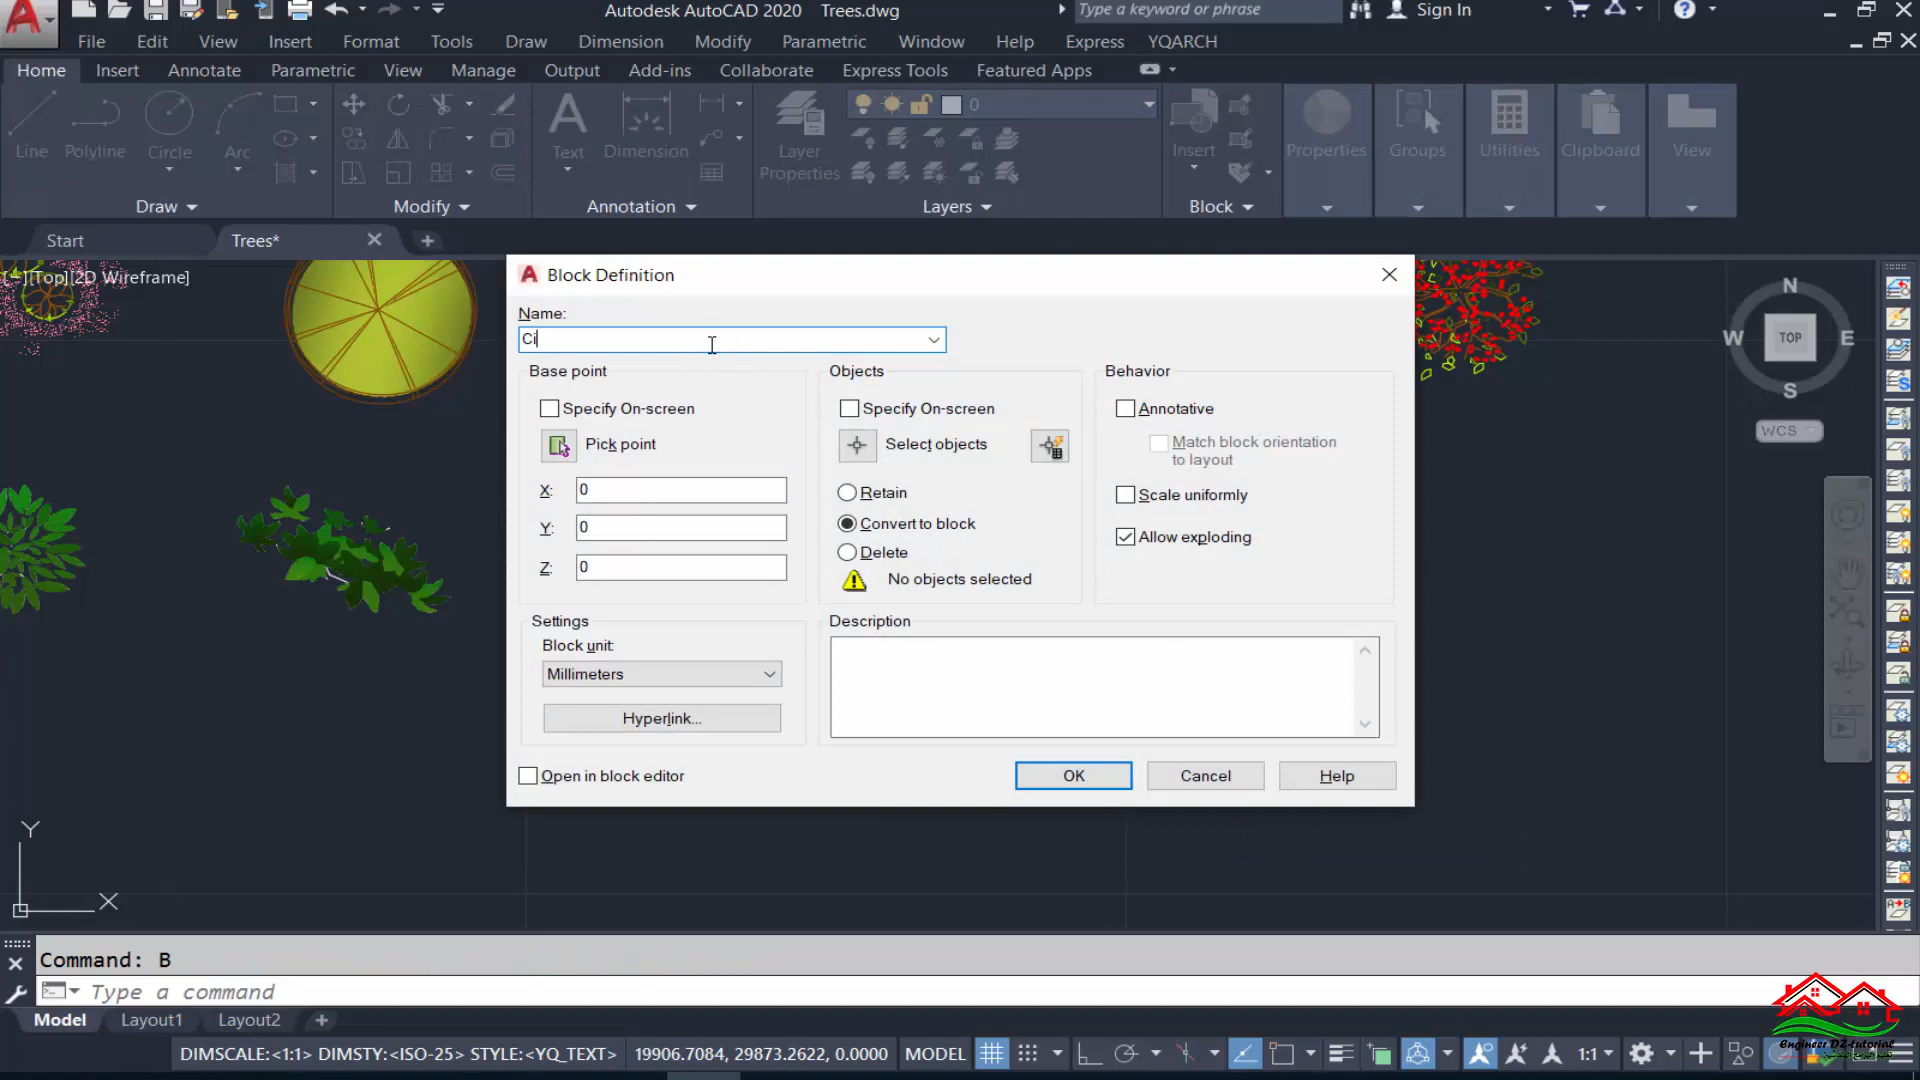 Autodesk AutoCAD 2020 Trees.dwg
Type a keyword or phrase
Sign In
File Edit View Insert Format Tools Draw Dimension Modify Parametric Window Help Express YQARCH
Home Insert Annotate Parametric View Manage Output Add-ins Collaborate Express Tools Featured Apps
0
Line Polyline Circle Arc Text Dimension Layer Properties Insert Properties Groups Utilities Clipboard View
Draw Modify Annotation Layers Block
Start Trees*
[−][Top][2D Wireframe]
Block Definition
Name:
Ci
Base point
Specify On-screen
Pick point
X: 0
Y: 0
Z: 0
Objects
Specify On-screen
Select objects
Retain
Convert to block
Delete
No objects selected
Behavior
Annotative
Match block orientation
to layout
Scale uniformly
Allow exploding
Settings
Block unit:
Millimeters
Hyperlink...
Description
Open in block editor
OK Cancel Help
N
W TOP E
S
WCS
Y
X
Command: B
Type a command
Model Layout1 Layout2
DIMSCALE:<1:1> DIMSTY:<ISO-25> STYLE:<YQ_TEXT> 19906.7084, 29873.2622, 0.0000 MODEL 1:1
Engineer DZ-tutorial